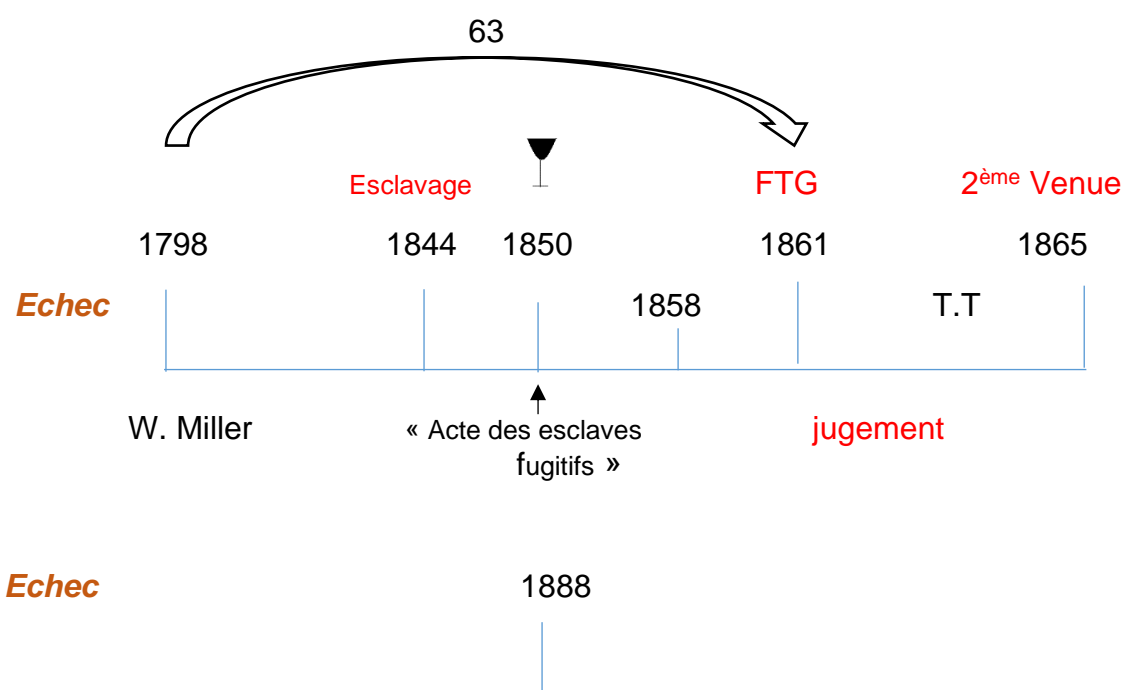 63
Esclavage FTG 2ème Venue
1798 1844 1850 1861 1865
Echec 1858 T.T
W. Miller « Acte des esclaves jugement
fugitifs »
Echec 1888